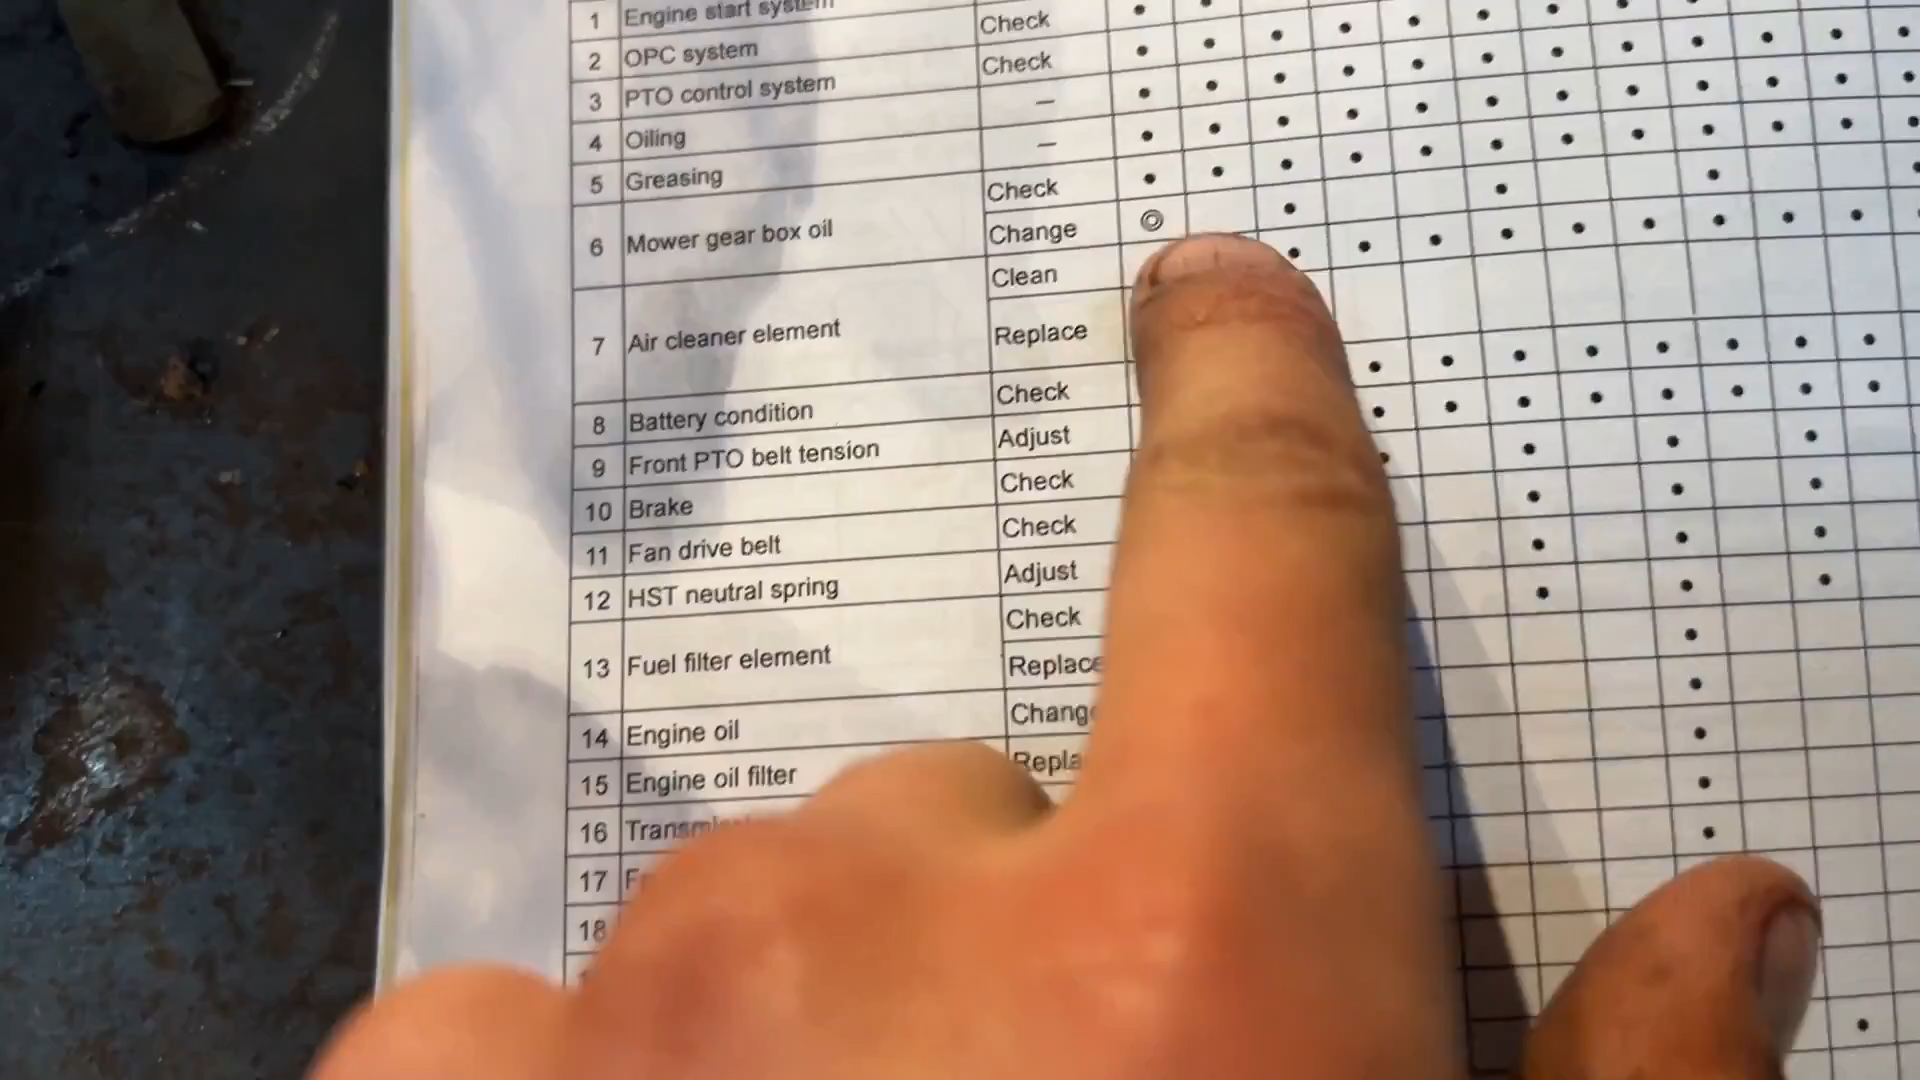 1 Engine start system Check
2 OPC system Check
3 PTO control system —
4 Oiling —
5 Greasing Check
6 Mower gear box oil Change
Clean
7 Air cleaner element Replace
8 Battery condition Check
9 Front PTO belt tension Adjust
10 Brake Check
11 Fan drive belt Check
12 HST neutral spring Adjust
13 Fuel filter element Check
Replace
14 Engine oil Change
15 Engine oil filter
16
17
18